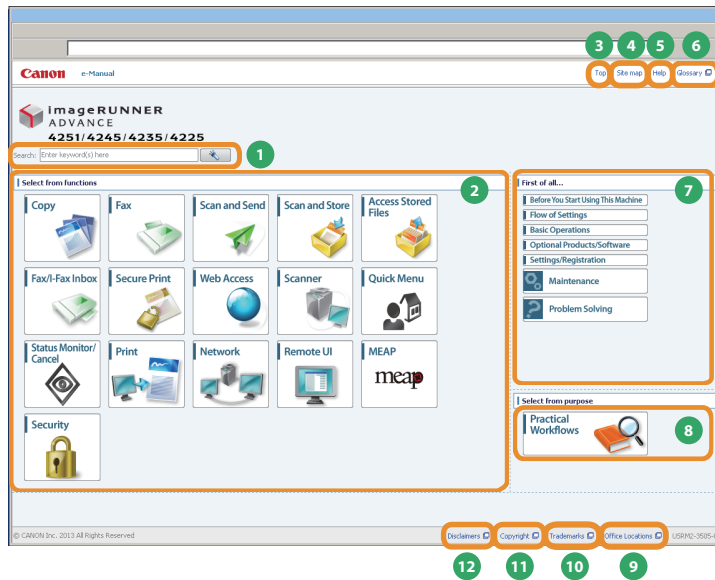 3 4 5 6
Canon e-Manual
Top Site map Help Glossary
imageRUNNER
ADVANCE
4251/4245/4235/4225
Search: Enter keyword(s) here
1
Select from functions
2
Copy
Fax
Scan and Send
Scan and Store
Access Stored
Files
Fax/I-Fax Inbox
Secure Print
Web Access
Scanner
Quick Menu
Status Monitor/
Cancel
Print
Network
Remote UI
MEAP
meap
Security
First of all...
7
Before You Start Using This Machine
Flow of Settings
Basic Operations
Optional Products/Software
Settings/Registration
Maintenance
Problem Solving
Select from purpose
Practical
Workflows
8
© CANON Inc. 2013 All Rights Reserved
Disclaimers Copyright Trademarks Office Locations USRM2-3505-
12 11 10 9